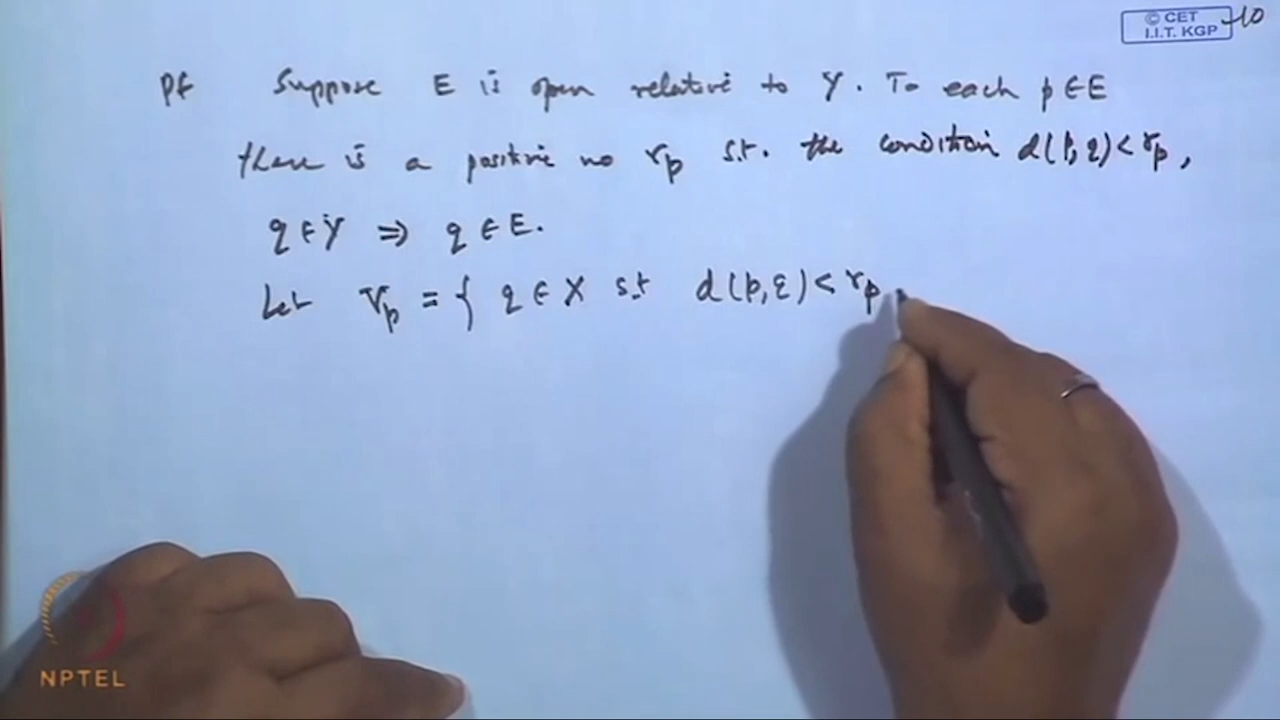 © CET
I.I.T. KGP
-10
Pf Suppose E is open relative to Y. To each p ∈ E
there is a positive no r_p s.t. the condition d(p,q) < r_p,
q ∈ Y ⇒ q ∈ E.
Let V_p = { q ∈ X s.t d(p,q) < r_p
NPTEL